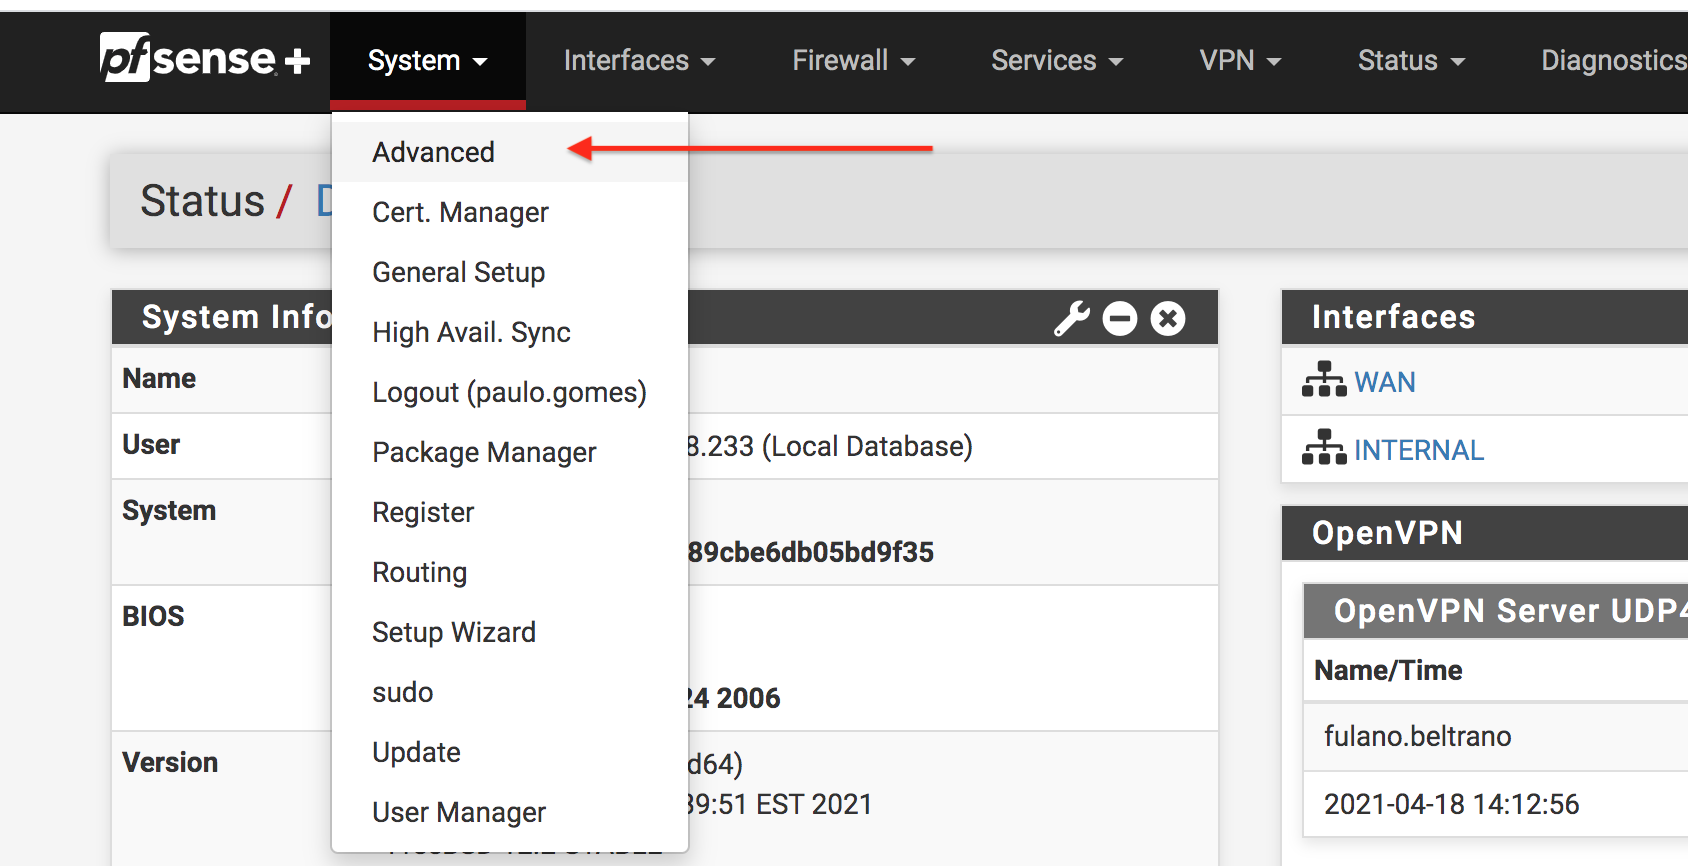 pfsense+
System
Interfaces
Firewall
Services
VPN
Status
Diagnostics
Advanced
Cert. Manager
General Setup
High Avail. Sync
Logout (paulo.gomes)
Package Manager
Register
Routing
Setup Wizard
sudo
Update
User Manager
Status /
System Info
Name
User
8.233 (Local Database)
System
89cbe6db05bd9f35
BIOS
24 2006
Version
d64)
39:51 EST 2021
Interfaces
WAN
INTERNAL
OpenVPN
OpenVPN Server UDP4
Name/Time
fulano.beltrano
2021-04-18 14:12:56